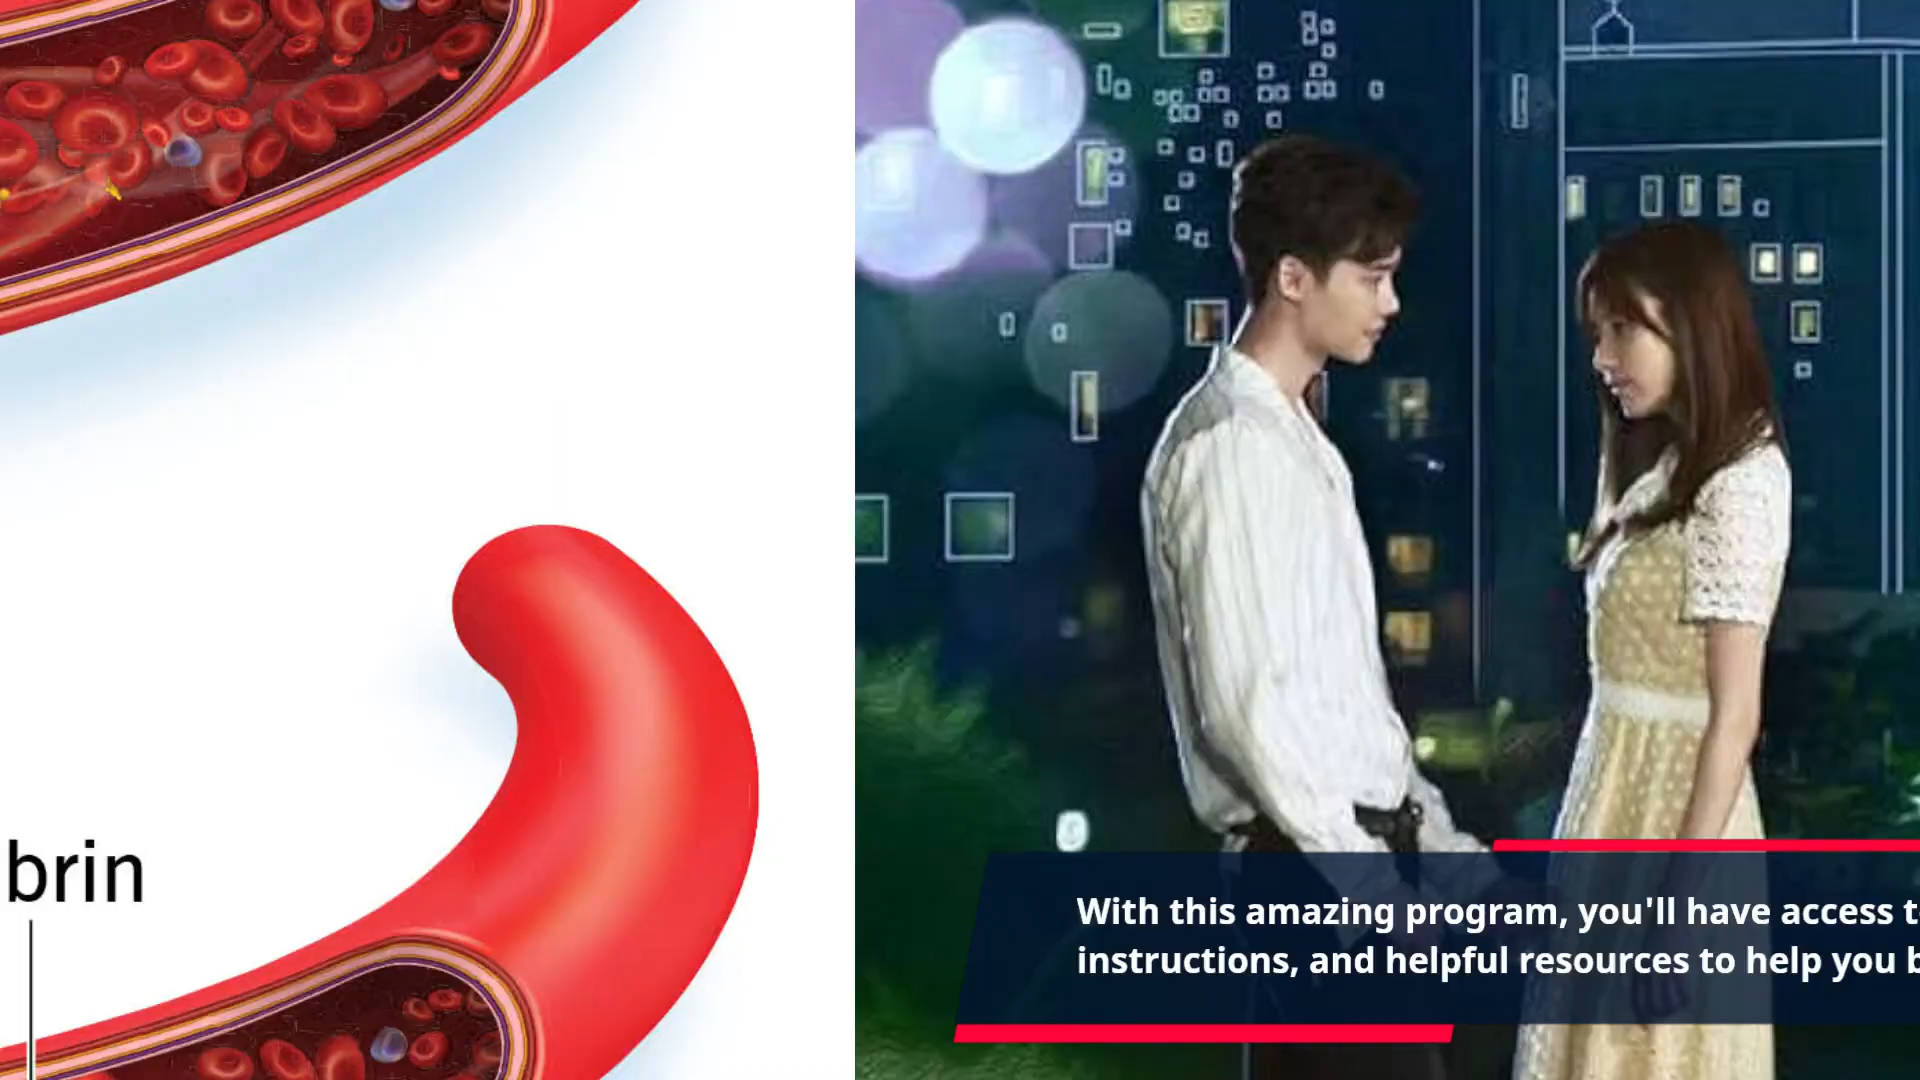 brin
With this amazing program, you'll have access t
instructions, and helpful resources to help you b